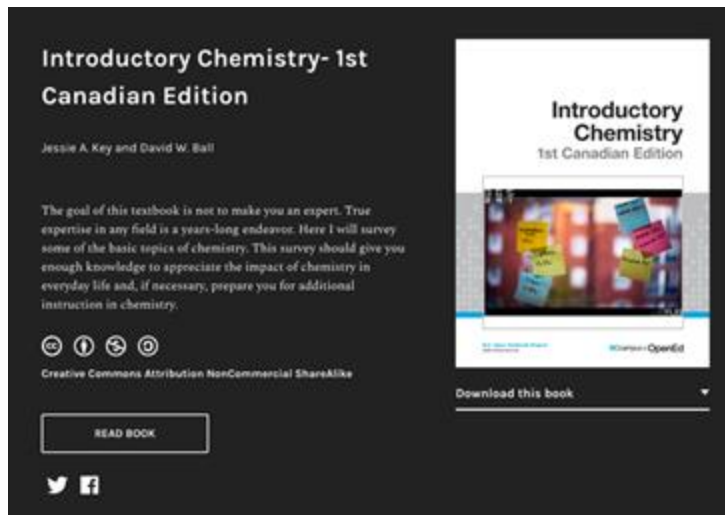 Introductory Chemistry- 1st
Canadian Edition
Jessie A. Key and David W. Ball
The goal of this textbook is not to make you an expert. True
expertise in any field is a years-long endeavor. Here I will survey
some of the basic topics of chemistry. This survey should give you
enough knowledge to appreciate the impact of chemistry in
everyday life and, if necessary, prepare you for additional
instruction in chemistry.
Creative Commons Attribution NonCommercial ShareAlike
READ BOOK
Introductory
Chemistry
1st Canadian Edition
OpenEd
Download this book